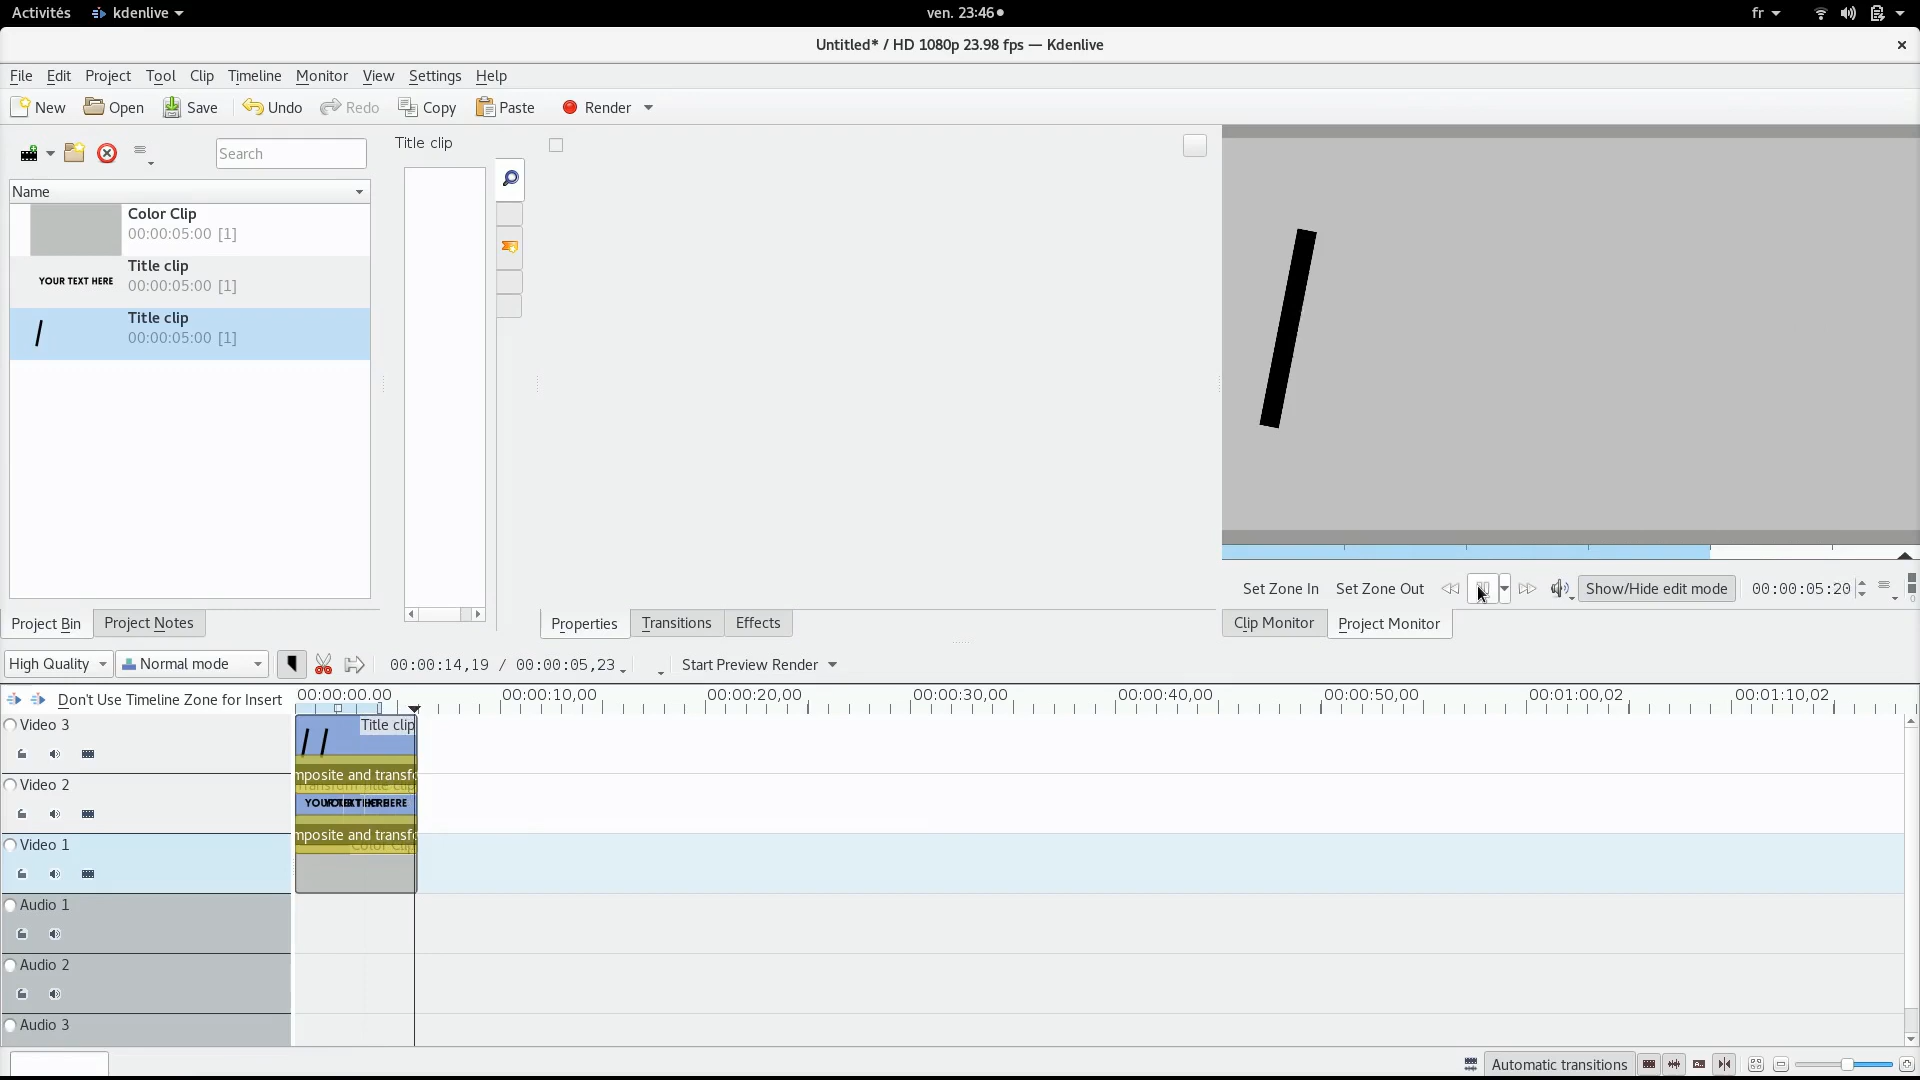 Activités kdenlive ven. 23:46 fr
Untitled* / HD 1080p 23.98 fps — Kdenlive
File Edit Project Tool Clip Timeline Monitor View Settings Help
New Open Save Undo Redo Copy Paste Render
Search
Title clip
Name
Color Clip
00:00:05:00 [1]
YOUR TEXT HERE
Title clip
00:00:05:00 [1]
Title clip
00:00:05:00 [1]
Set Zone In Set Zone Out Show/Hide edit mode 00:00:05:20
Project Bin Project Notes Properties Transitions Effects Clip Monitor Project Monitor
High Quality Normal mode 00:00:14,19 / 00:00:05,23 Start Preview Render
Don't Use Timeline Zone for Insert 00:00:00.00 00:00:10,00 00:00:20,00 00:00:30,00 00:00:40,00 00:00:50,00 00:01:00,02 00:01:10,02
Video 3 Title clip
mposite and transfo
Video 2 Transform Title clip
mposite and transfo
Video 1 Color Clip
Audio 1
Audio 2
Audio 3
Automatic transitions